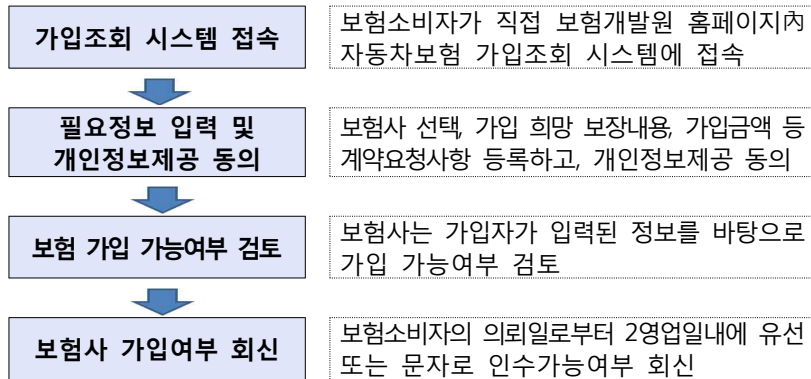 가입조회 시스템 접속
보험소비자가 직접 보험개발원 홈페이지內
자동차보험 가입조회 시스템에 접속
필요정보 입력 및
개인정보제공 동의
보험사 선택, 가입 희망 보장내용, 가입금액 등
계약요청사항 등록하고, 개인정보제공 동의
보험 가입 가능여부 검토
보험사는 가입자가 입력된 정보를 바탕으로
가입 가능여부 검토
보험사 가입여부 회신
보험소비자의 의뢰일로부터 2영업일내에 유선
또는 문자로 인수가능여부 회신